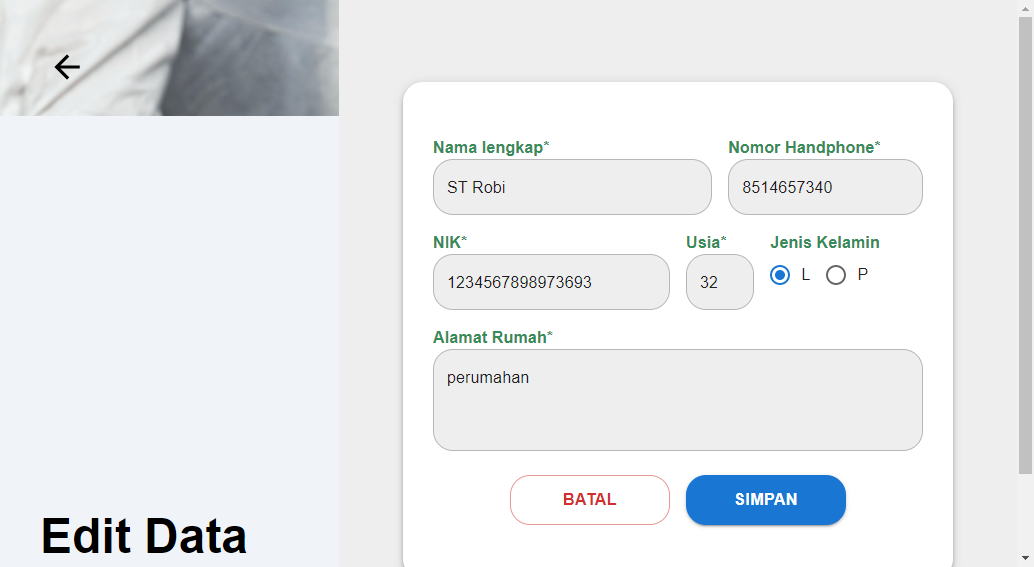 Nama lengkap*
Nomor Handphone*
ST Robi
8514657340
NIK*
Usia*
Jenis Kelamin
1234567898973693
32
L
P
Alamat Rumah*
perumahan
BATAL
SIMPAN
Edit Data